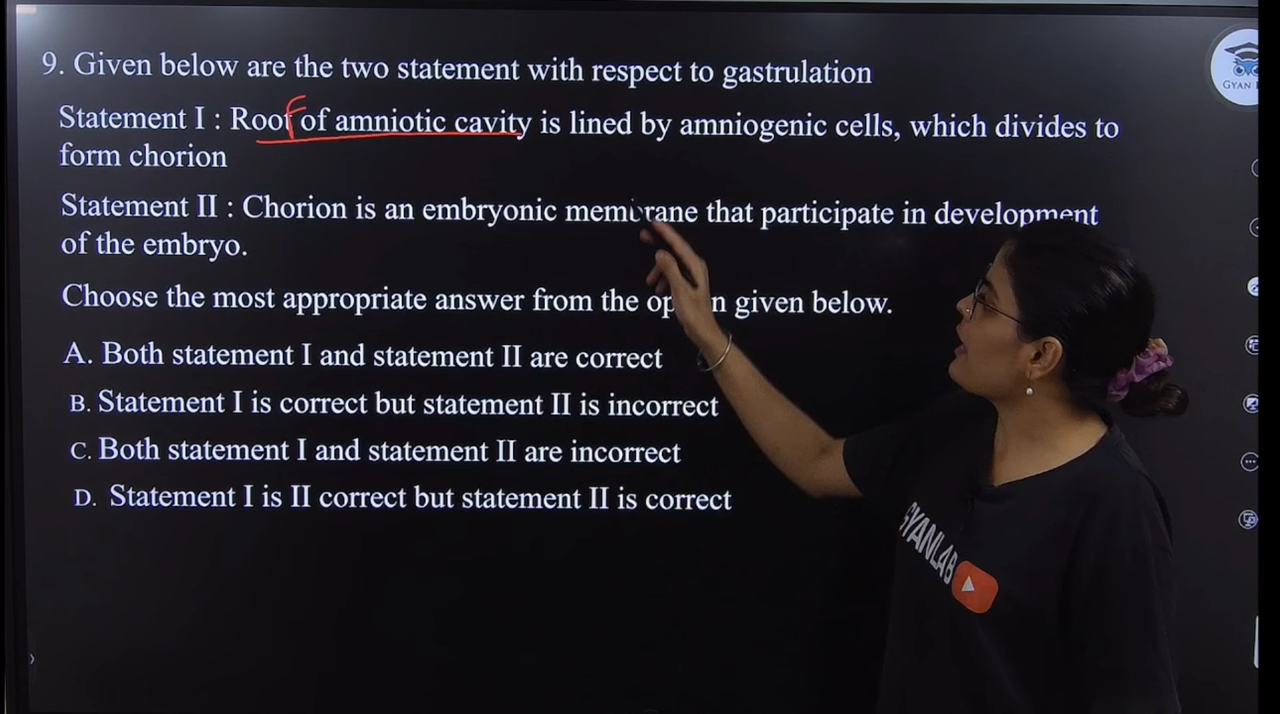 9. Given below are the two statement with respect to gastrulation
Statement I : Roof of amniotic cavity is lined by amniogenic cells, which divides to
form chorion
Statement II : Chorion is an embryonic membrane that participate in development
of the embryo.
Choose the most appropriate answer from the op n given below.
A. Both statement I and statement II are correct
B. Statement I is correct but statement II is incorrect
C. Both statement I and statement II are incorrect
D. Statement I is II correct but statement II is correct
GYAN
GYANLAB